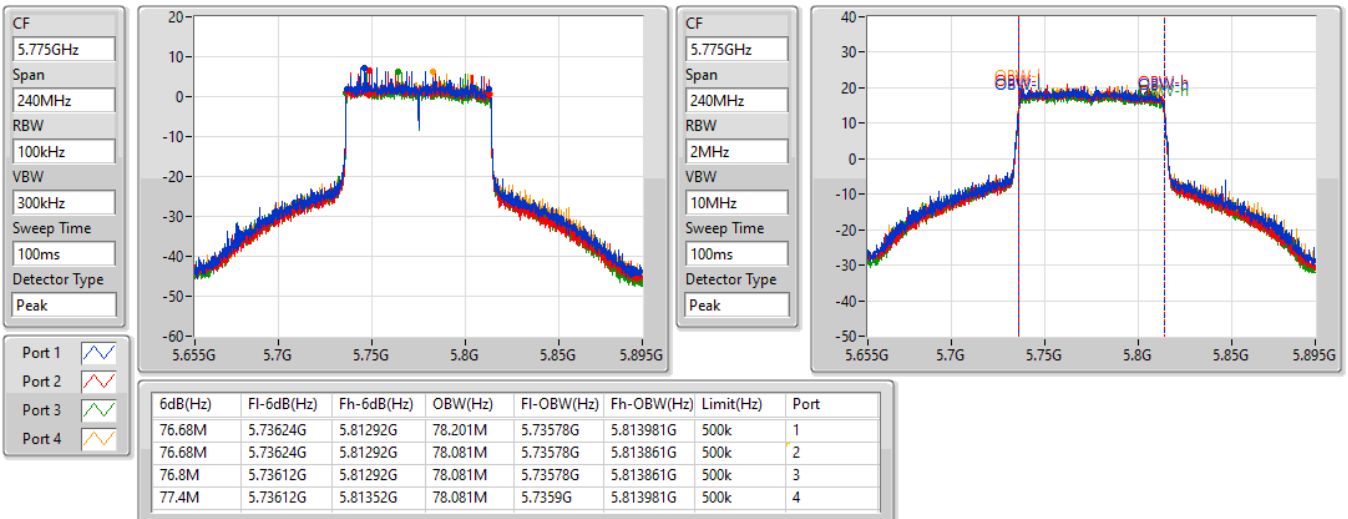 CF
5.775GHz
Span
240MHz
RBW
100kHz
VBW
300kHz
Sweep Time
100ms
Detector Type
Peak
20
10
0
-10
-20
-30
-40
-50
-60
5.655G 5.7G 5.75G 5.8G 5.85G 5.895G
CF
5.775GHz
Span
240MHz
RBW
2MHz
VBW
10MHz
Sweep Time
100ms
Detector Type
Peak
40
30
20
10
0
-10
-20
-30
-40
-50
OBW-l OBW-h
5.655G 5.7G 5.75G 5.8G 5.85G 5.895G
Port 1
Port 2
Port 3
Port 4
6dB(Hz) Fl-6dB(Hz) Fh-6dB(Hz) OBW(Hz) Fl-OBW(Hz) Fh-OBW(Hz) Limit(Hz) Port
76.68M 5.73624G 5.81292G 78.201M 5.73578G 5.813981G 500k 1
76.68M 5.73624G 5.81292G 78.081M 5.73578G 5.813861G 500k 2
76.8M 5.73612G 5.81292G 78.081M 5.73578G 5.813861G 500k 3
77.4M 5.73612G 5.81352G 78.081M 5.7359G 5.813981G 500k 4